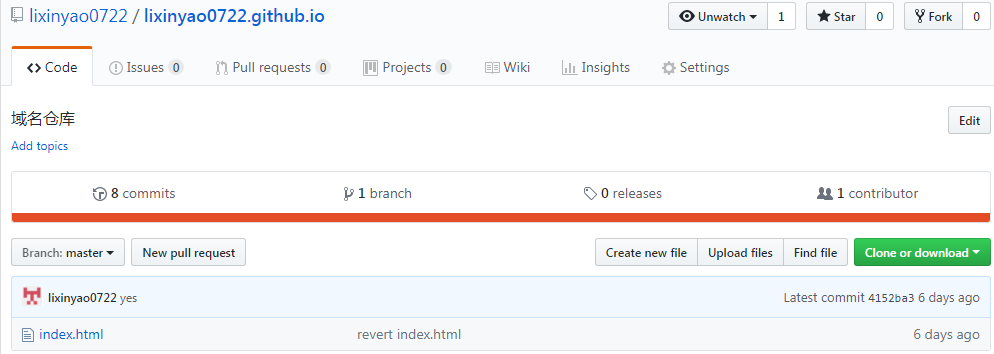 lixinyao0722 / lixinyao0722.github.io Unwatch 1 Star 0 Fork 0
Code Issues 0 Pull requests 0 Projects 0 Wiki Insights Settings
域名仓库 Edit
Add topics
8 commits 1 branch 0 releases 1 contributor
Branch: master New pull request Create new file Upload files Find file Clone or download
lixinyao0722 yes Latest commit 4152ba3 6 days ago
index.html revert index.html 6 days ago